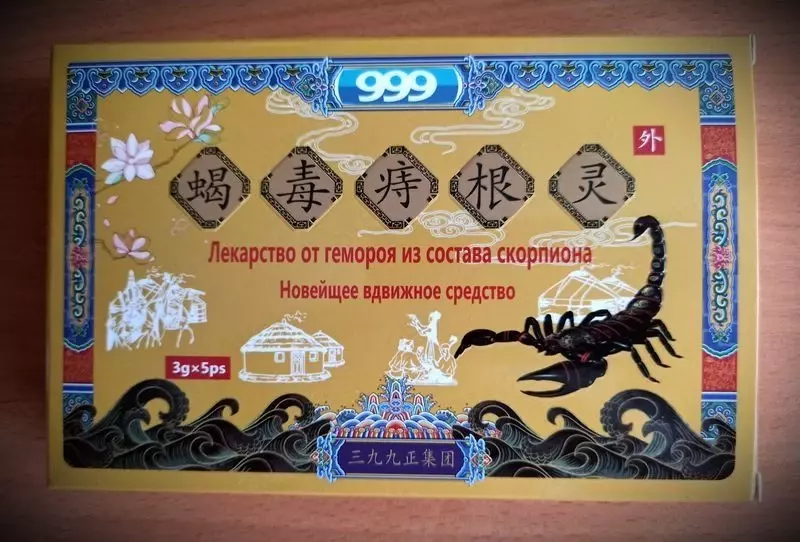 999
外
蝎毒痔根灵
Лекарство от гемороя из состава скорпиона
Новейщее вдвижное средство
3g×5ps
三九九正集团